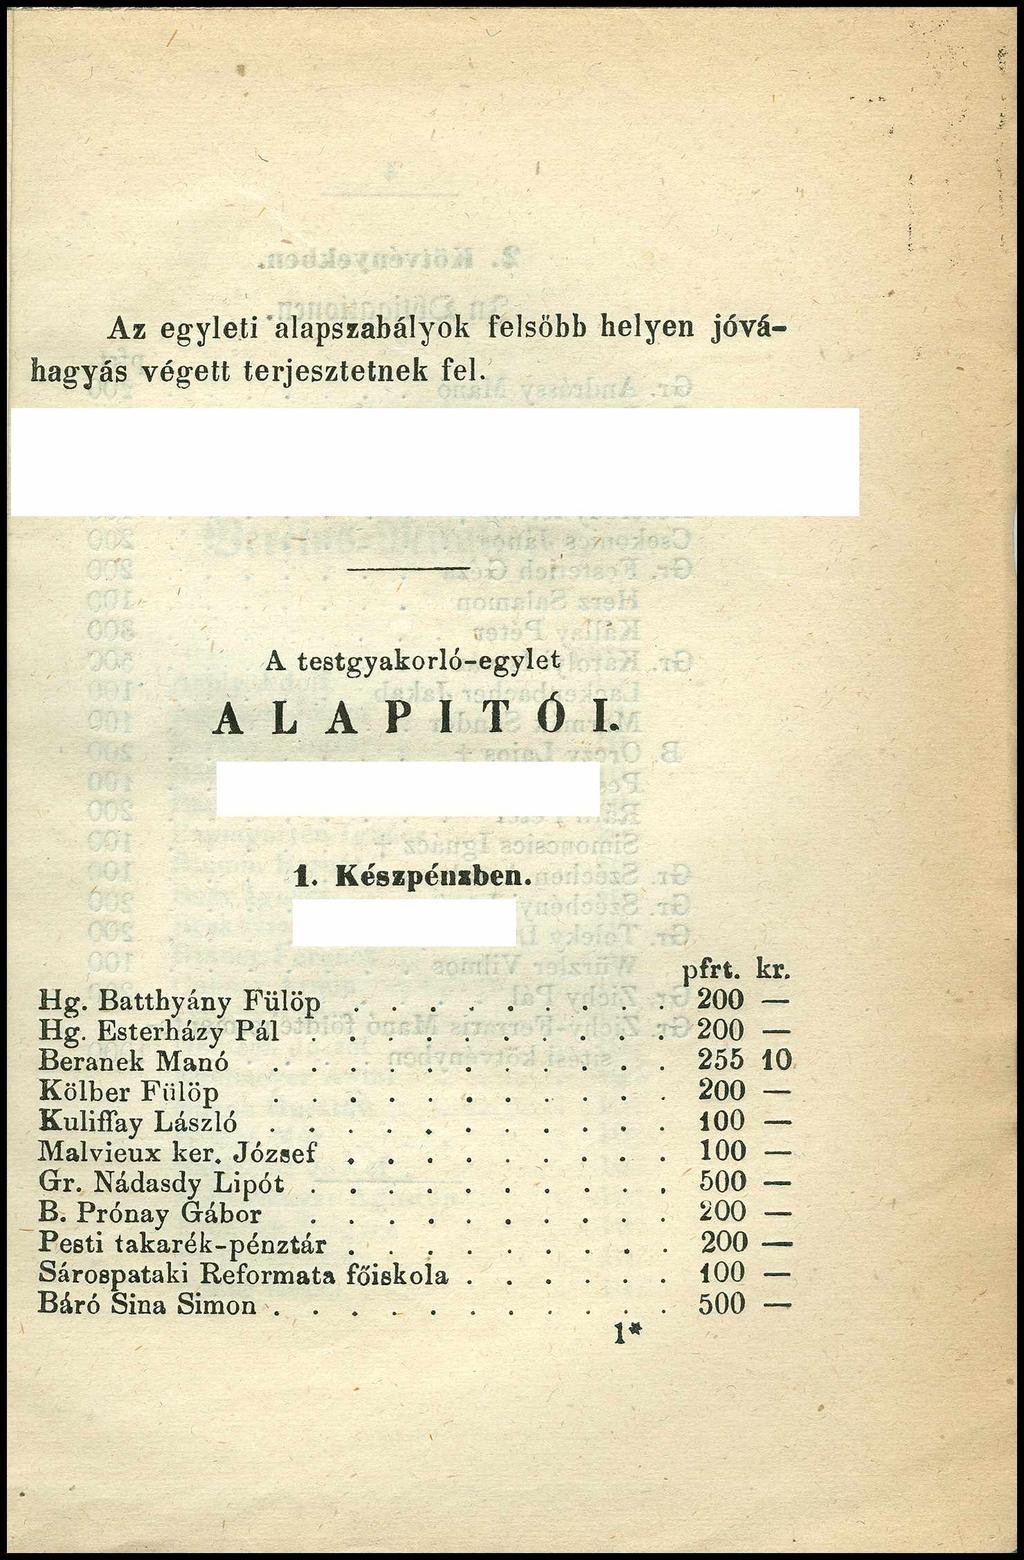 Az egyleti alapszabályok felsőbb helyen jóvá-
hagyás végett terjesztetnek fel.
A testgyakorló-egylet
ALAPITÓI.
1. Készpénzben.
pfrt. kr.
Hg. Batthyány Fülöp . . . . . . . . . 200 —
Hg. Esterházy Pál . . . . . . . . . . 200 —
Beranek Manó . . . . . . . . . . . 255 10
Kölber Fülöp . . . . . . . . . . . 200 —
Kuliffay László . . . . . . . . . . . 100 —
Malvieux ker. József . . . . . . . . . 100 —
Gr. Nádasdy Lipót . . . . . . . . . . 500 —
B. Prónay Gábor . . . . . . . . . . 200 —
Pesti takarék-pénztár . . . . . . . . . 200 —
Sárospataki Reformata főiskola . . . . . . 100 —
Báró Sina Simon . . . . . . . . . . . 500 —
1*